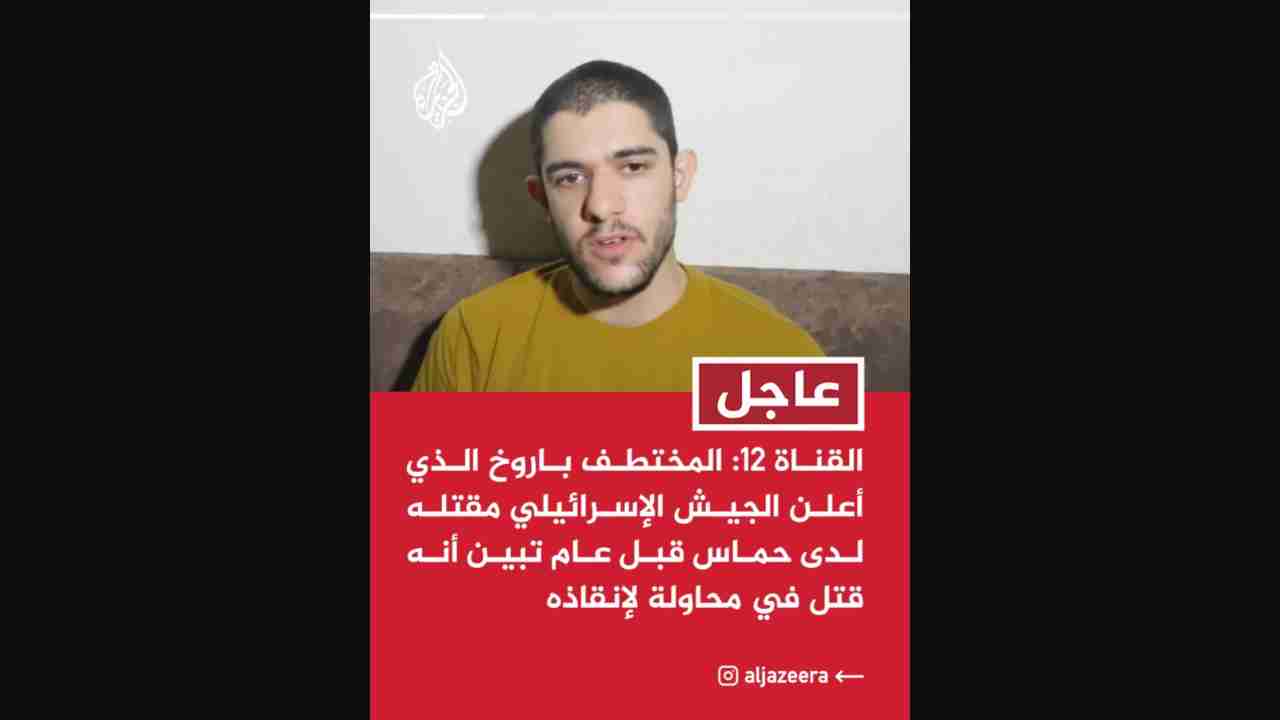 الجزيرة
عاجل
القناة 12: المختطف باروخ الذي
أعلن الجيش الإسرائيلي مقتله
لدى حماس قبل عام تبين أنه
قتل في محاولة لإنقاذه
aljazeera